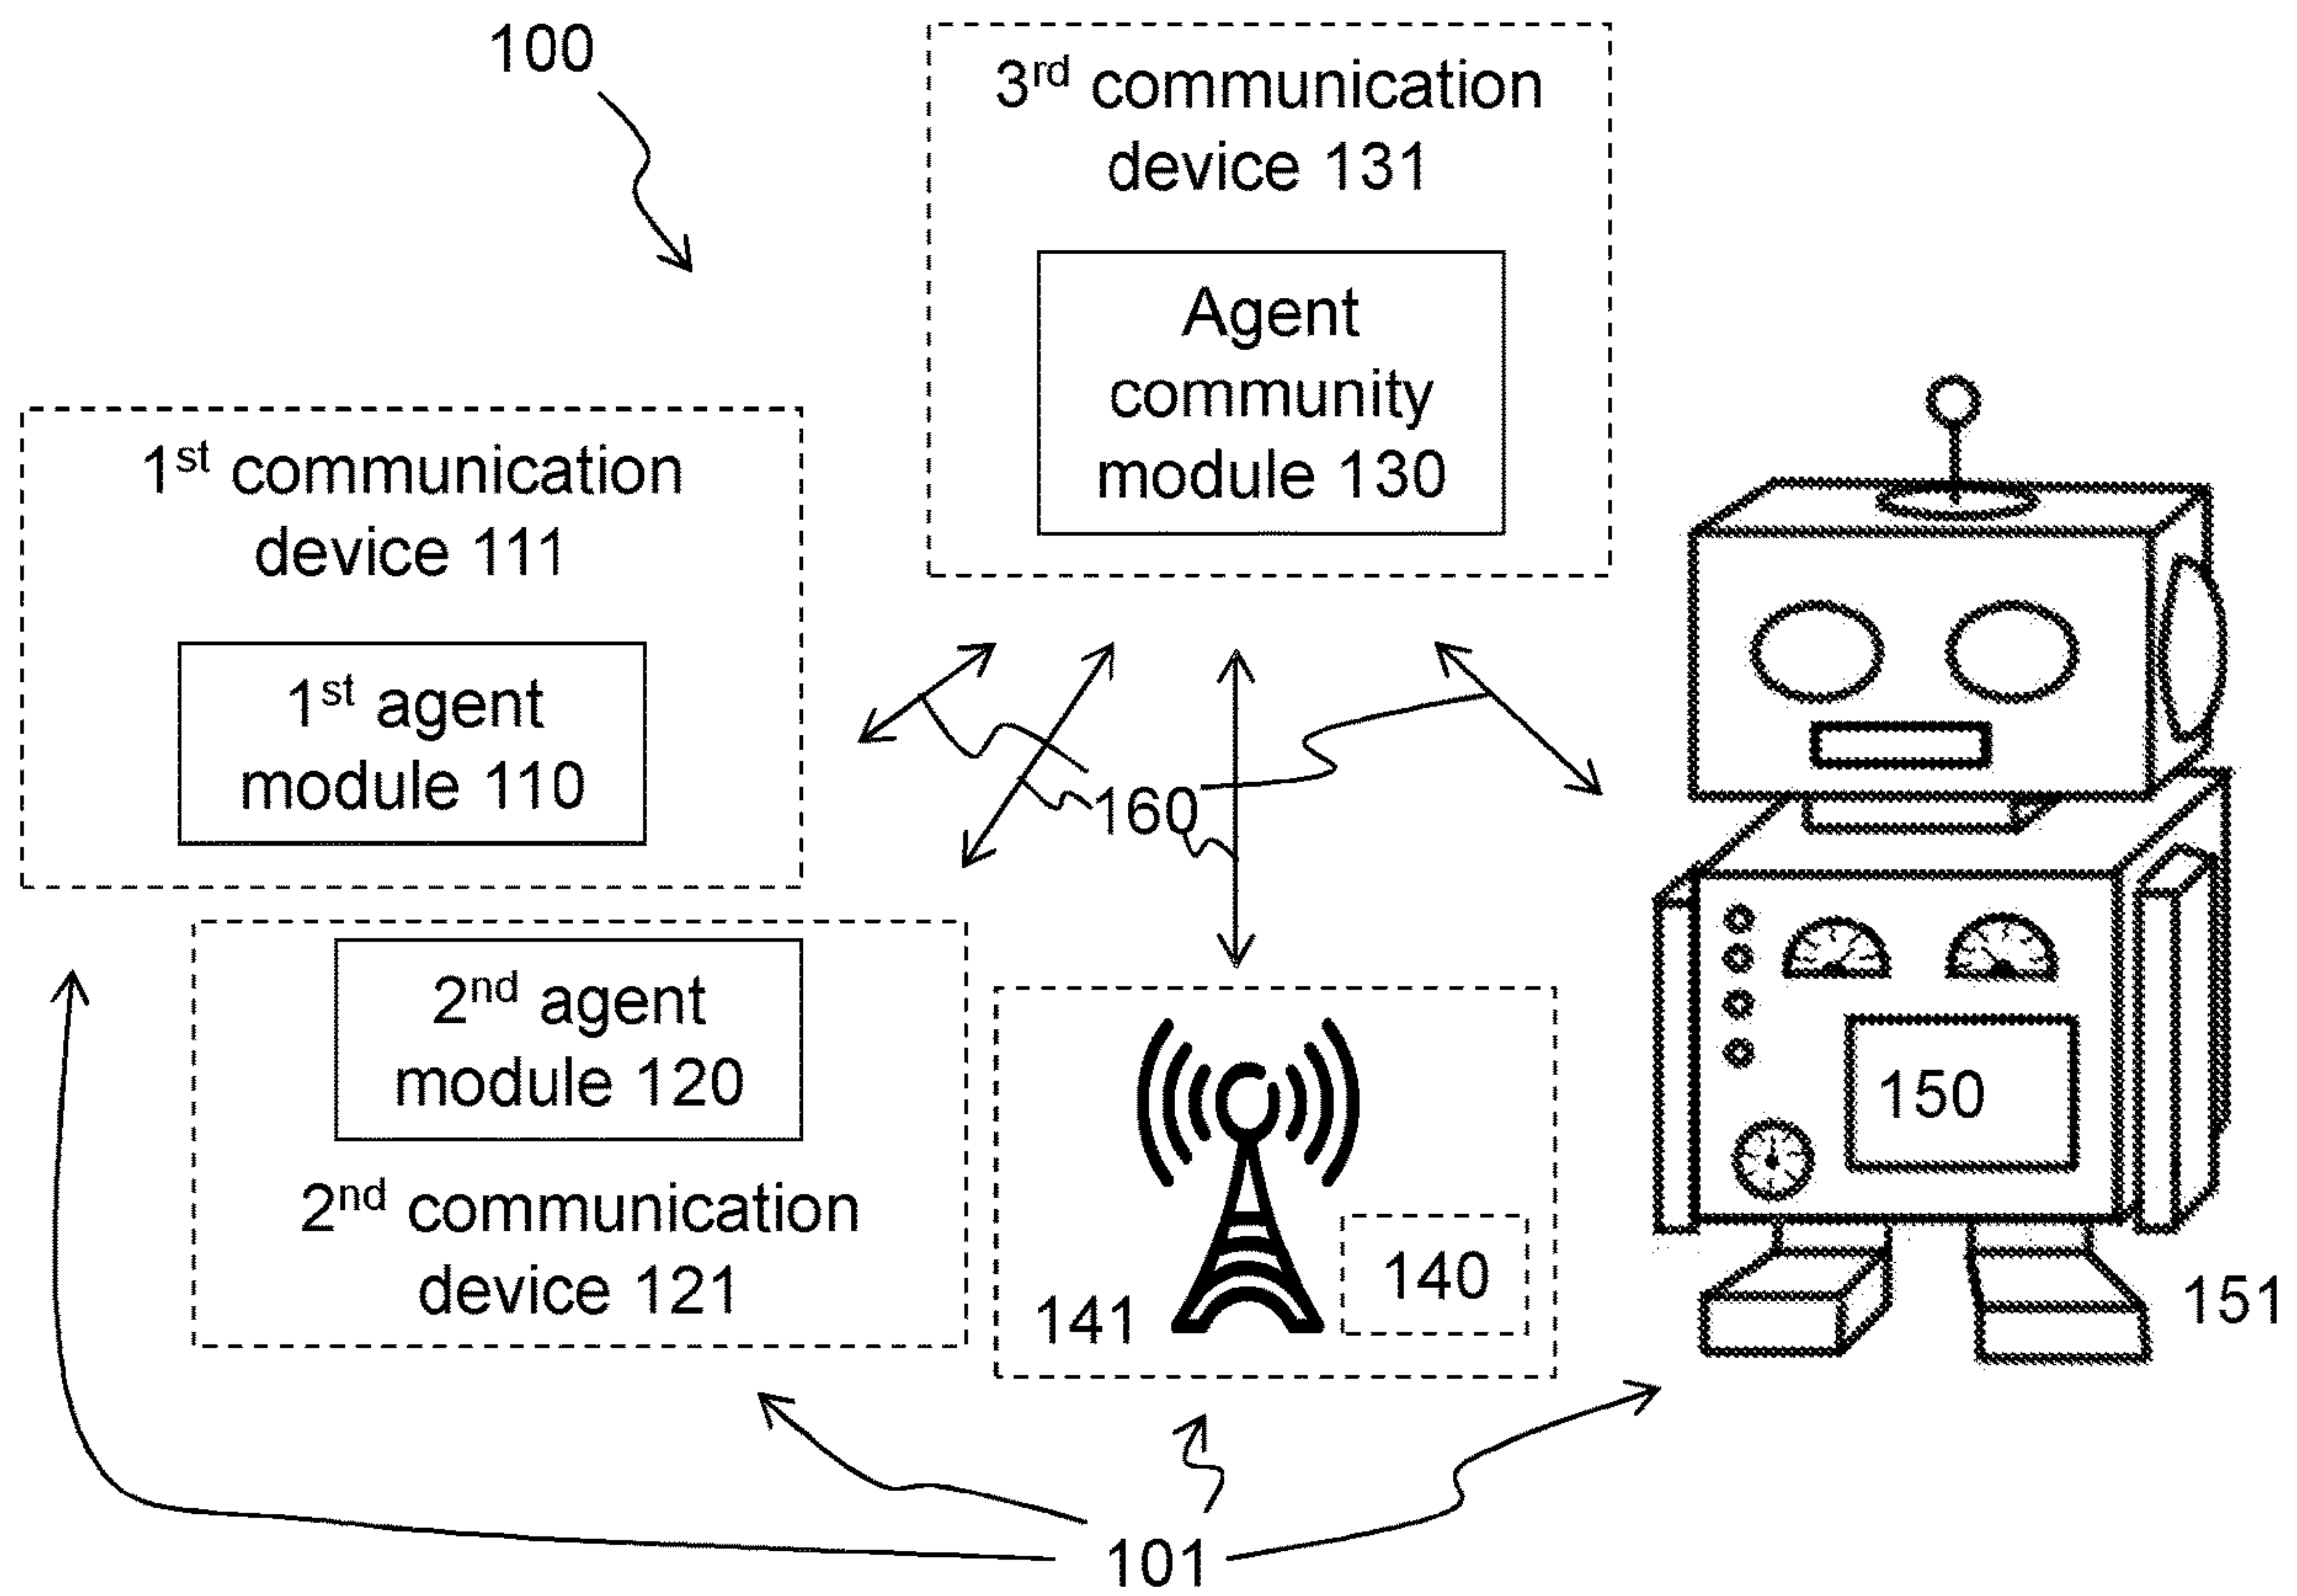 100
3rd communication
device 131
Agent
community
module 130
1st communication
device 111
1st agent
module 110
160
2nd agent
module 120
2nd communication
device 121
141
140
150
151
101